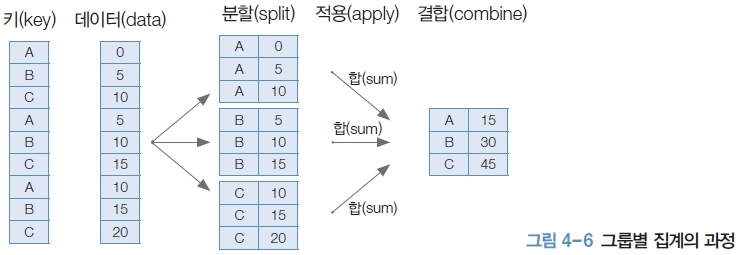 키(key) 데이터(data) 분할(split) 적용(apply) 결합(combine)
A 0
B 5
C 10
A 5
B 10
C 15
A 10
B 15
C 20
A 0
A 5
A 10
B 5
B 10
B 15
C 10
C 15
C 20
합(sum)
합(sum)
합(sum)
A 15
B 30
C 45
그림 4-6 그룹별 집계의 과정